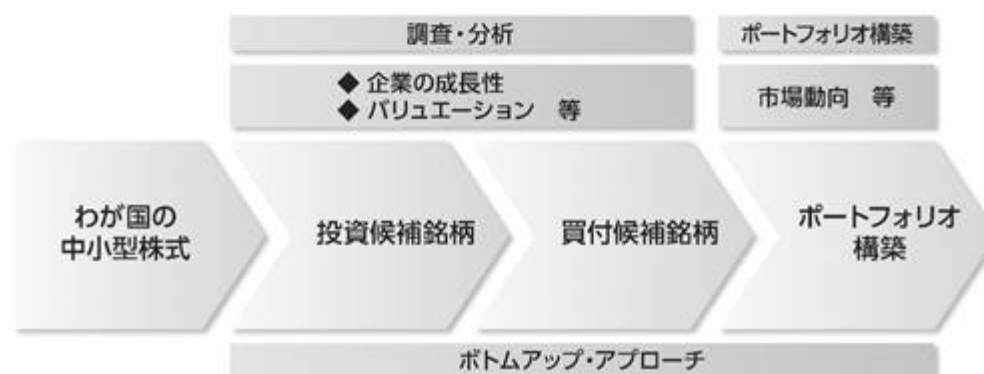 調査・分析
ポートフォリオ構築
◆ 企業の成長性
◆ バリュエーション 等
市場動向 等
わが国の
中小型株式
投資候補銘柄
買付候補銘柄
ポートフォリオ
構築
ボトムアップ・アプローチ